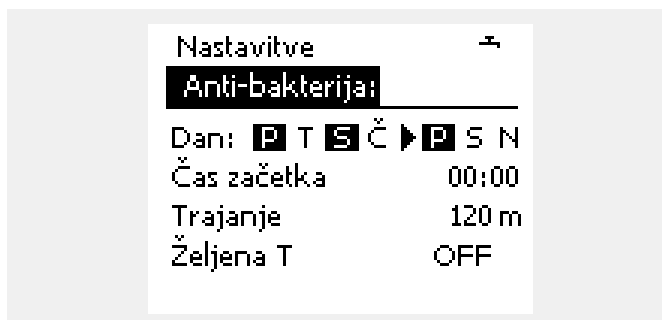 Nastavitve
Anti-bakterija:
Dan: P T S Č P S N
Čas začetka 00:00
Trajanje 120 m
Željena T OFF